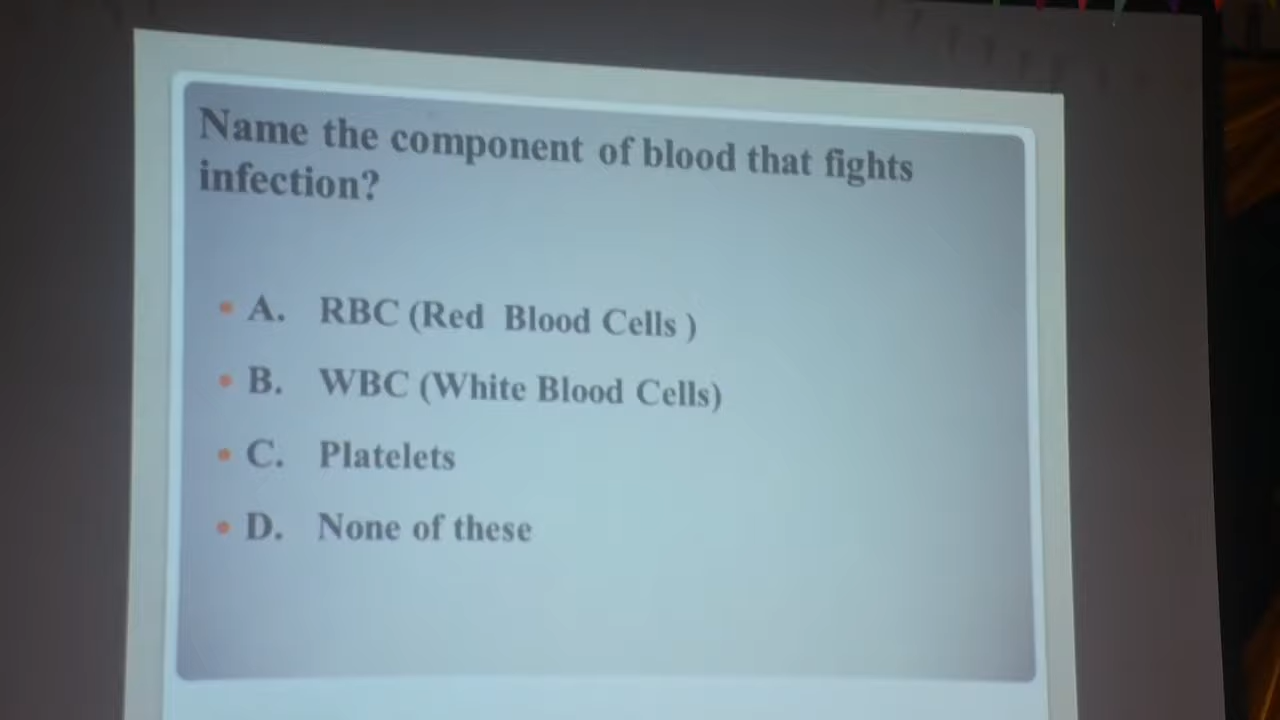 Name the component of blood that fights
infection?
• A. RBC (Red Blood Cells )
• B. WBC (White Blood Cells)
• C. Platelets
• D. None of these